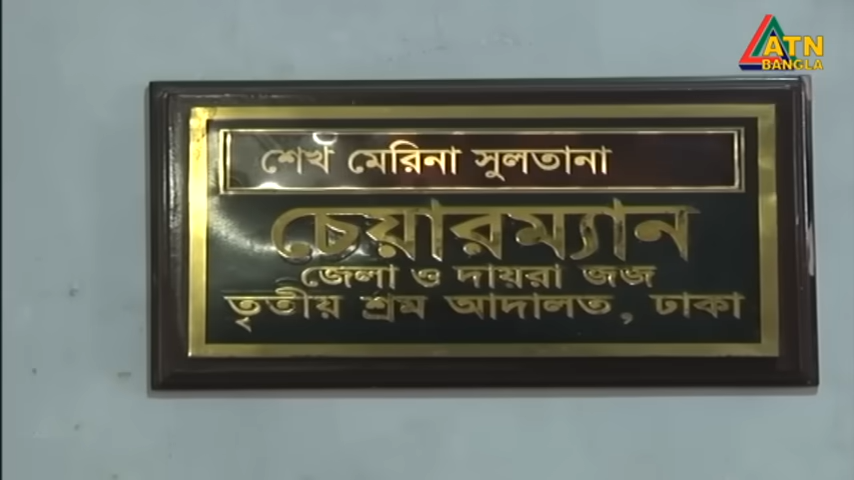 ATN
BANGLA
শেখ মেরিনা সুলতানা
চেয়ারম্যান
জেলা ও দায়রা জজ
তৃতীয় শ্রম আদালত, ঢাকা